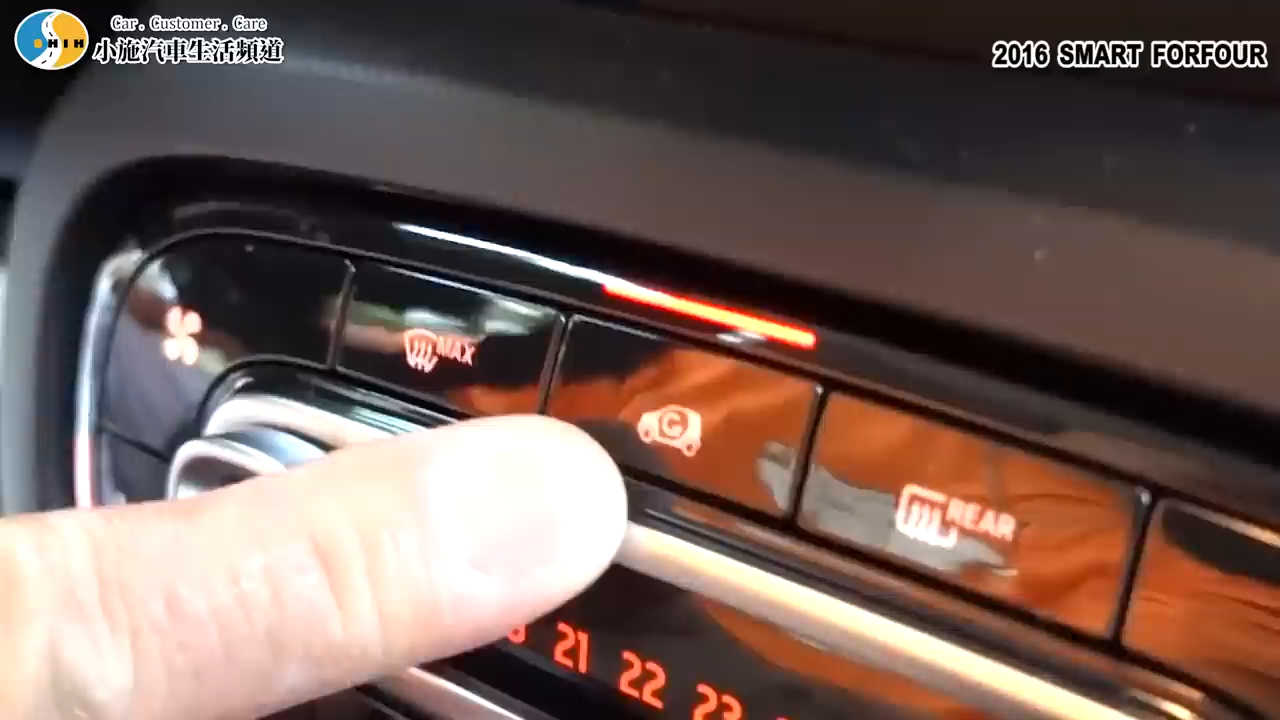 SHIH
Car. Customer. Care
小施汽車生活頻道
2016 SMART FORFOUR
MAX
REAR
21 22 23